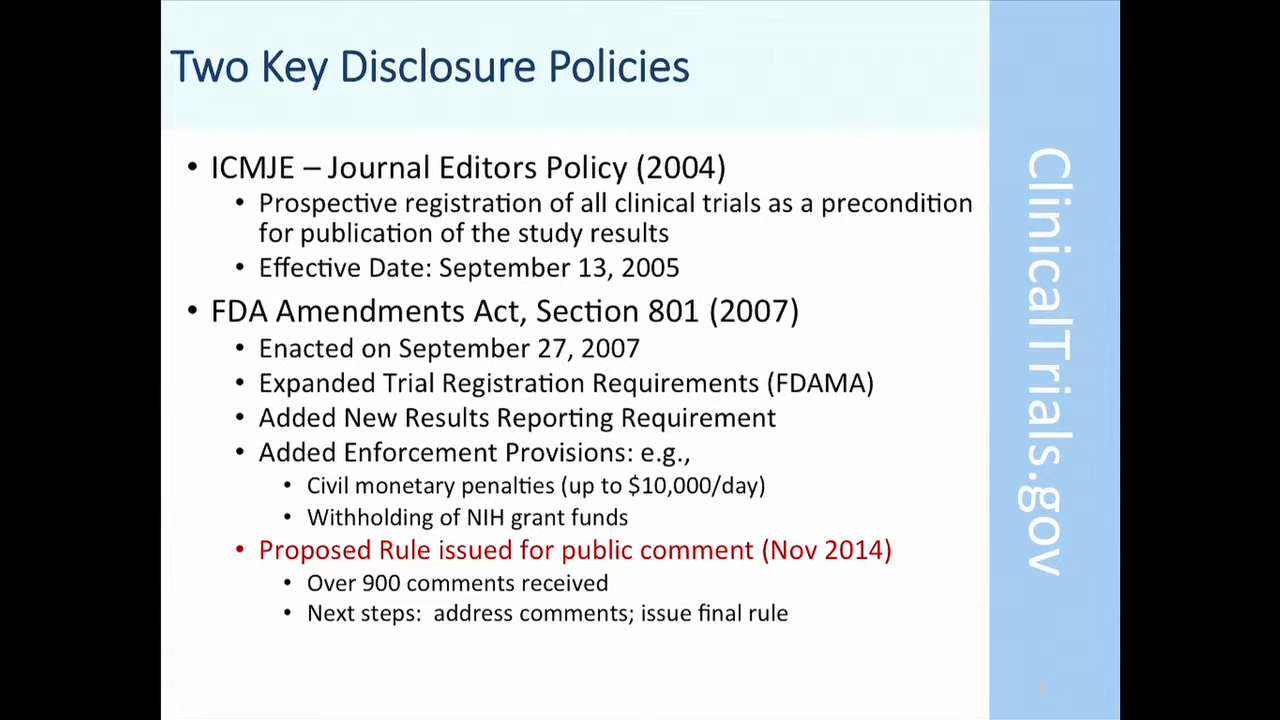 Two Key Disclosure Policies
• ICMJE – Journal Editors Policy (2004)
• Prospective registration of all clinical trials as a precondition
for publication of the study results
• Effective Date: September 13, 2005
• FDA Amendments Act, Section 801 (2007)
• Enacted on September 27, 2007
• Expanded Trial Registration Requirements (FDAMA)
• Added New Results Reporting Requirement
• Added Enforcement Provisions: e.g.,
• Civil monetary penalties (up to $10,000/day)
• Withholding of NIH grant funds
• Proposed Rule issued for public comment (Nov 2014)
• Over 900 comments received
• Next steps: address comments; issue final rule
ClinicalTrials.gov